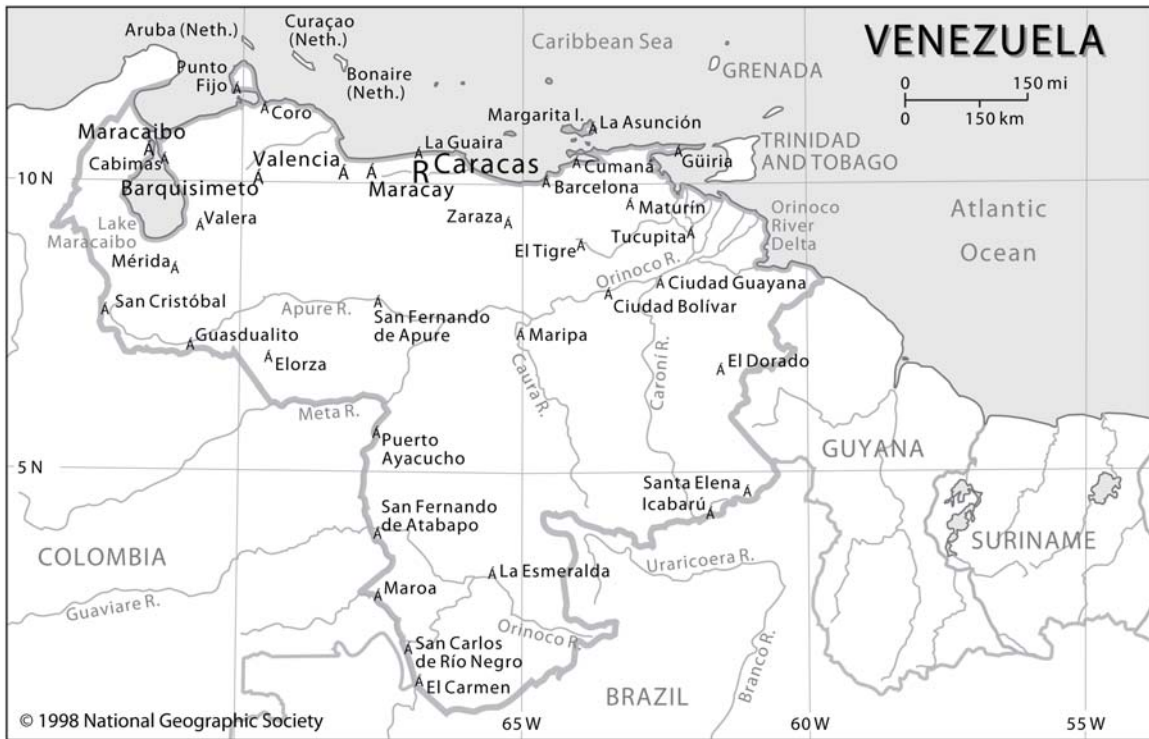 Aruba (Neth.)
Curaçao
(Neth.)
Bonaire
(Neth.)
Caribbean Sea
VENEZUELA
GRENADA
0 150 mi
0 150 km
Punto
Fijo
Coro
Margarita I.
La Asunción
TRINIDAD
AND TOBAGO
Maracaibo
Cabimas
La Guaira
Valencia
R Caracas
Cumaná
Güiria
10 N
Barquisimeto
Maracay
Barcelona
Valera
Zaraza
Maturín
Orinoco
River
Delta
Atlantic
Ocean
Lake
Maracaibo
El Tigre
Tucupita
Mérida
Orinoco R.
Ciudad Guayana
Ciudad Bolívar
San Cristóbal
Apure R.
San Fernando
de Apure
Guasdualito
Maripa
Elorza
Caura R.
Caroní R.
El Dorado
Meta R.
Puerto
Ayacucho
GUYANA
5 N
Santa Elena
Icabarú
San Fernando
de Atabapo
COLOMBIA
SURINAME
Uraricoera R.
La Esmeralda
Guaviare R.
Maroa
Orinoco R.
San Carlos
de Río Negro
El Carmen
Branco R.
BRAZIL
© 1998 National Geographic Society
65 W
60 W
55 W